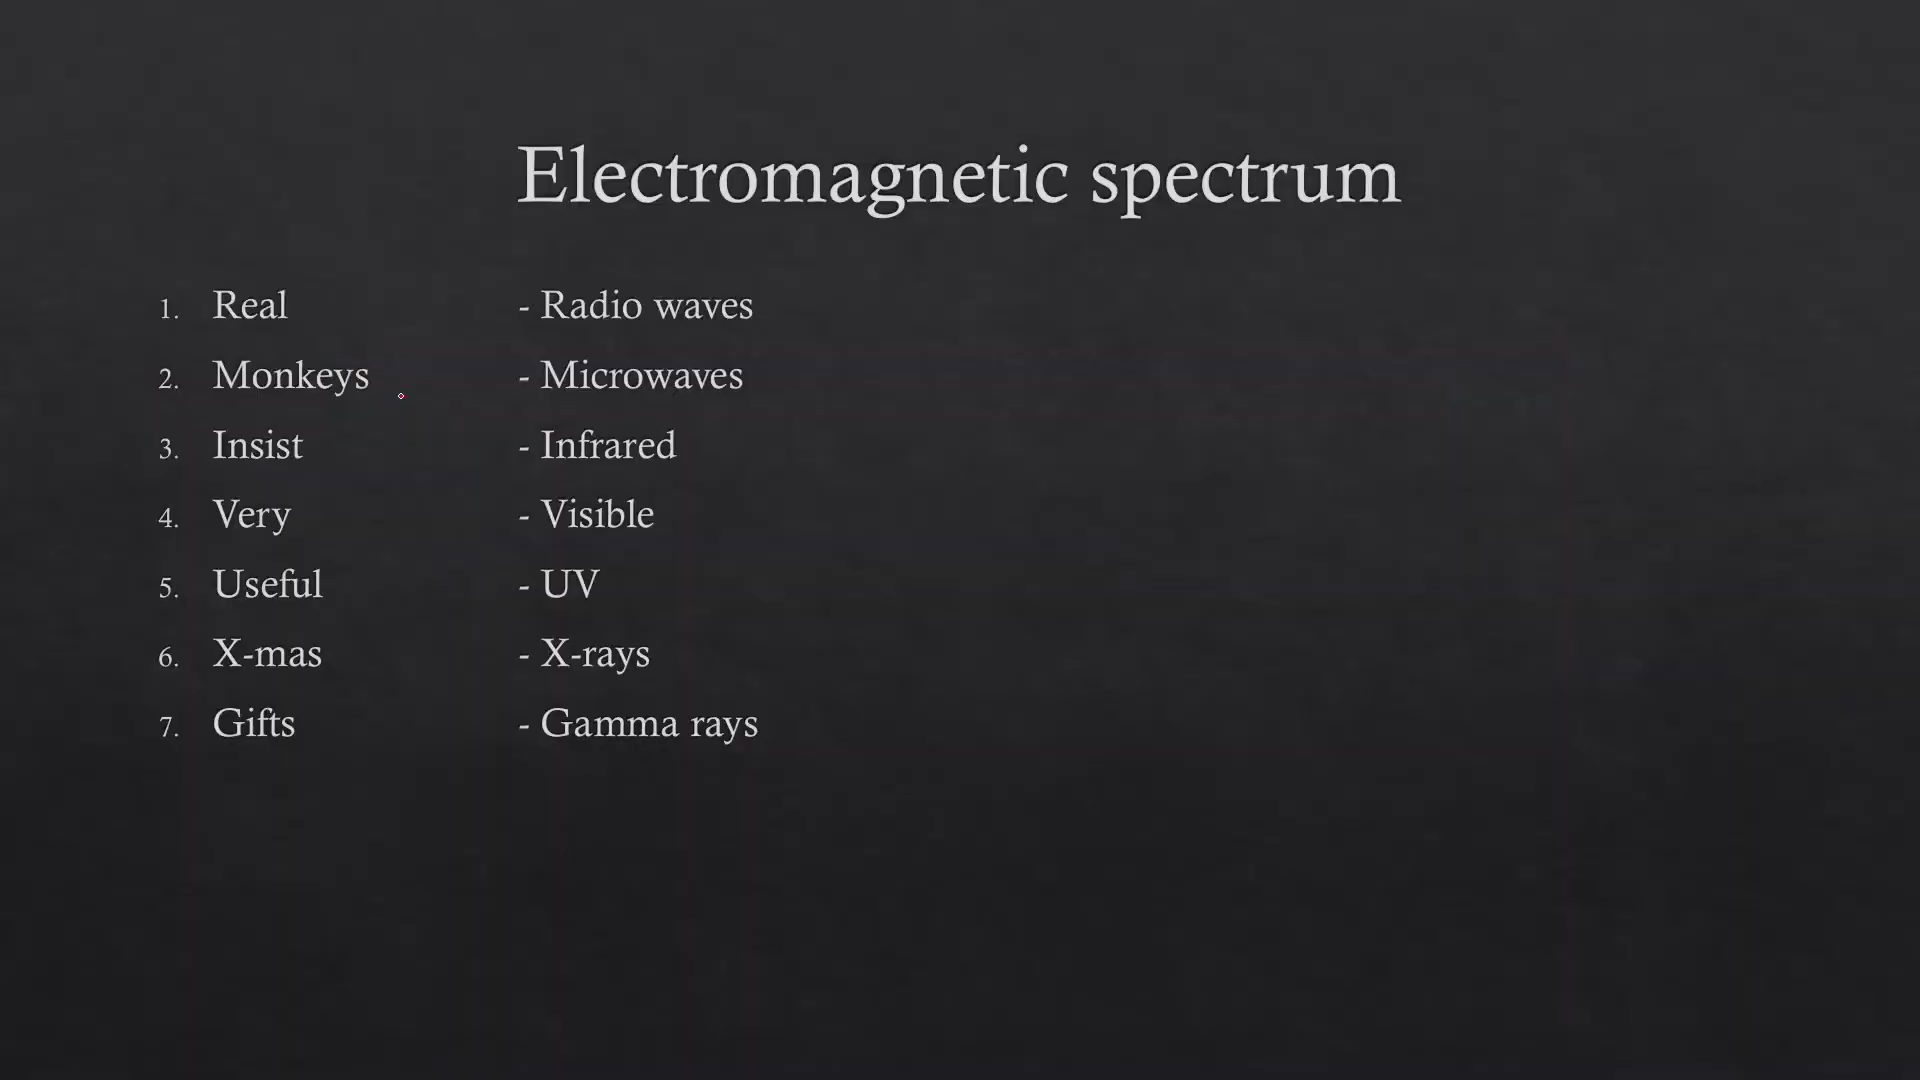 Electromagnetic spectrum
1. Real - Radio waves
2. Monkeys - Microwaves
3. Insist - Infrared
4. Very - Visible
5. Useful - UV
6. X-mas - X-rays
7. Gifts - Gamma rays